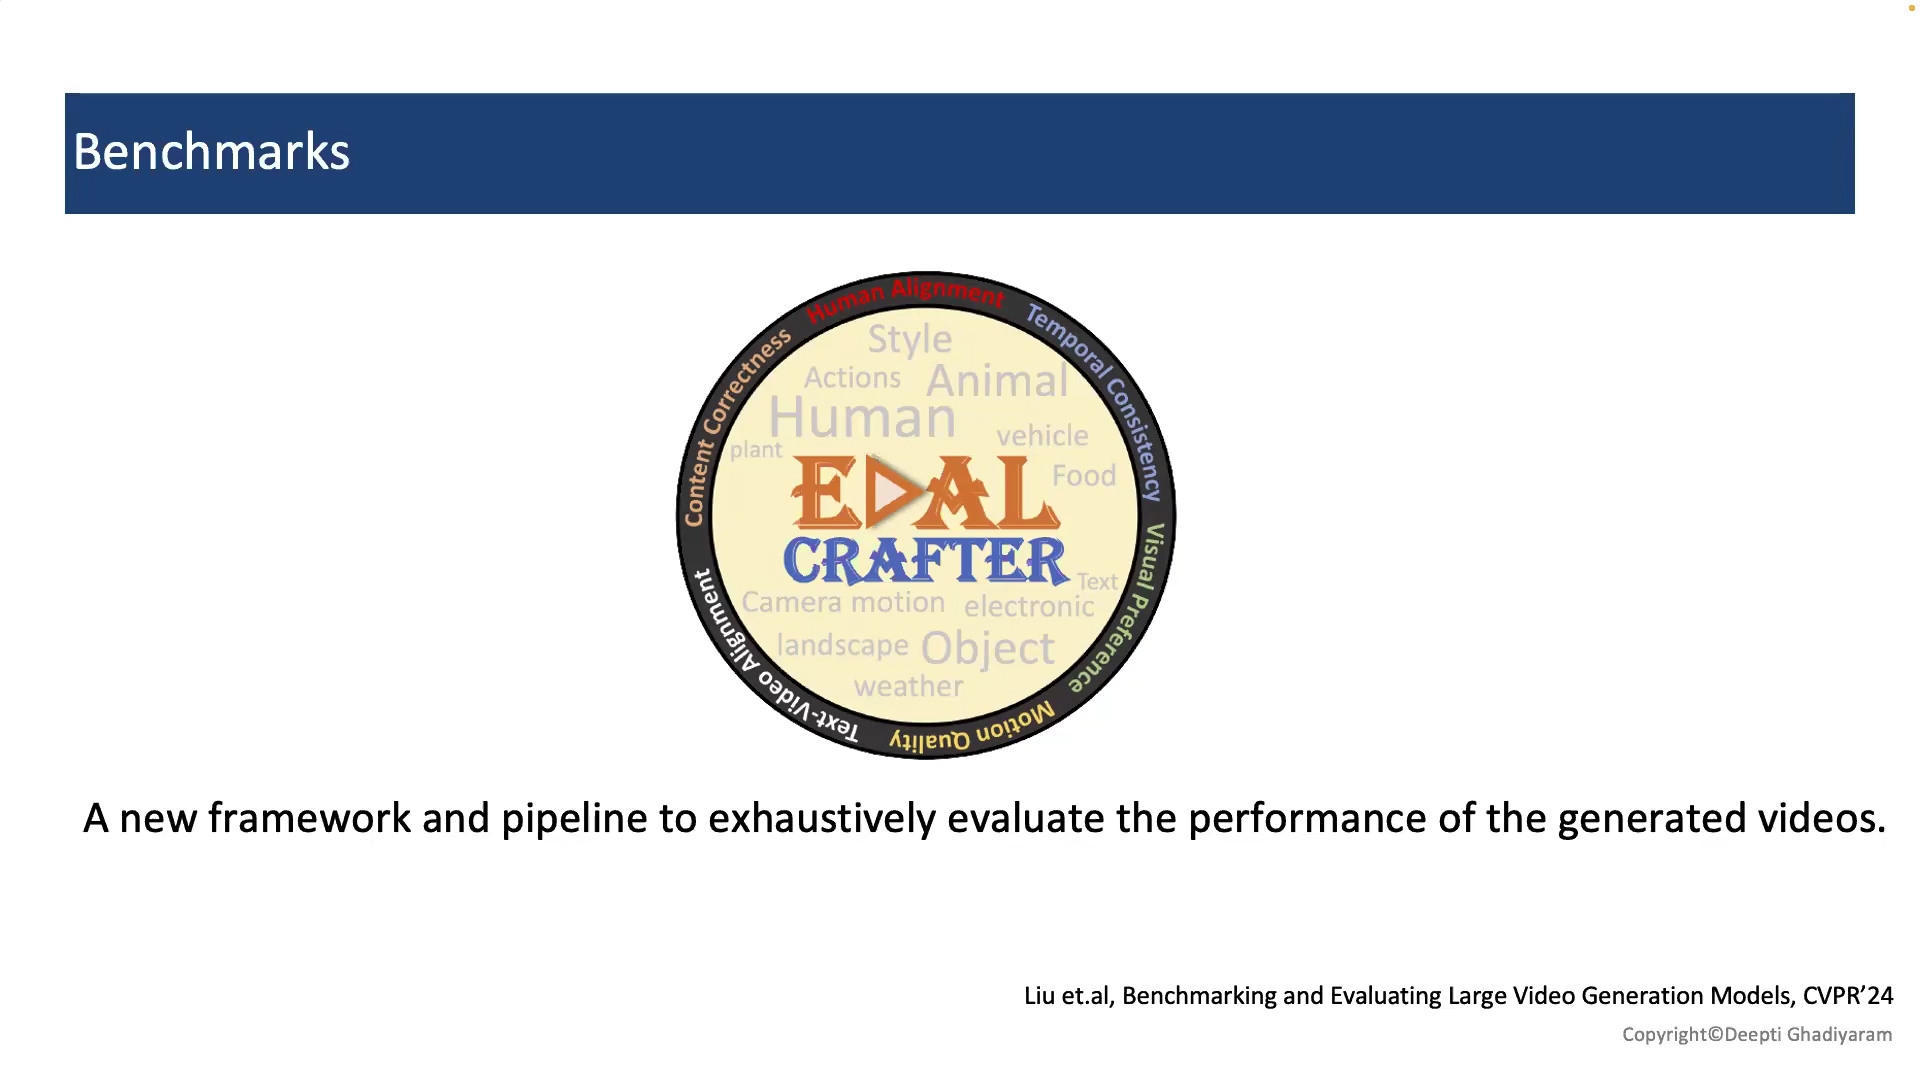 Benchmarks
Human Alignment
Temporal Consistency
Visual Preference
Motion Quality
Text-Video Alignment
Content Correctness
Style
Actions Animal
Human
vehicle
plant
Food
E▷AL
CRAFTER
Text
Camera motion electronic
landscape Object
weather
A new framework and pipeline to exhaustively evaluate the performance of the generated videos.
Liu et.al, Benchmarking and Evaluating Large Video Generation Models, CVPR’24
Copyright©Deepti Ghadiyaram